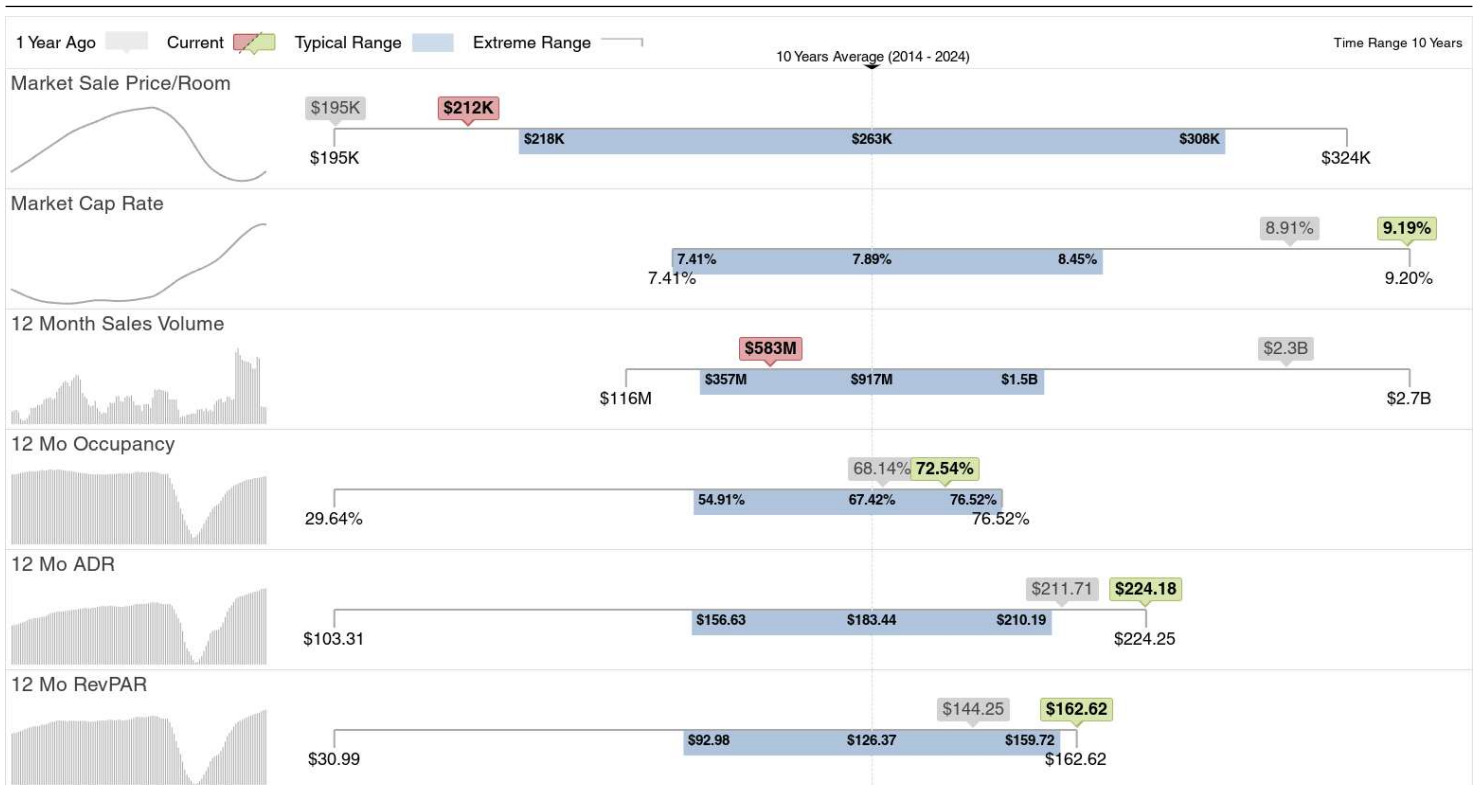 1 Year Ago Current Typical Range Extreme Range Time Range 10 Years
10 Years Average (2014 - 2024)
Market Sale Price/Room
$195K $212K
$218K $263K $308K
$195K $324K
Market Cap Rate
8.91% 9.19%
7.41% 7.89% 8.45%
7.41% 9.20%
12 Month Sales Volume
$583M $2.3B
$357M $917M $1.5B
$116M $2.7B
12 Mo Occupancy
68.14% 72.54%
54.91% 67.42% 76.52%
29.64% 76.52%
12 Mo ADR
$211.71 $224.18
$156.63 $183.44 $210.19
$103.31 $224.25
12 Mo RevPAR
$144.25 $162.62
$92.98 $126.37 $159.72
$30.99 $162.62